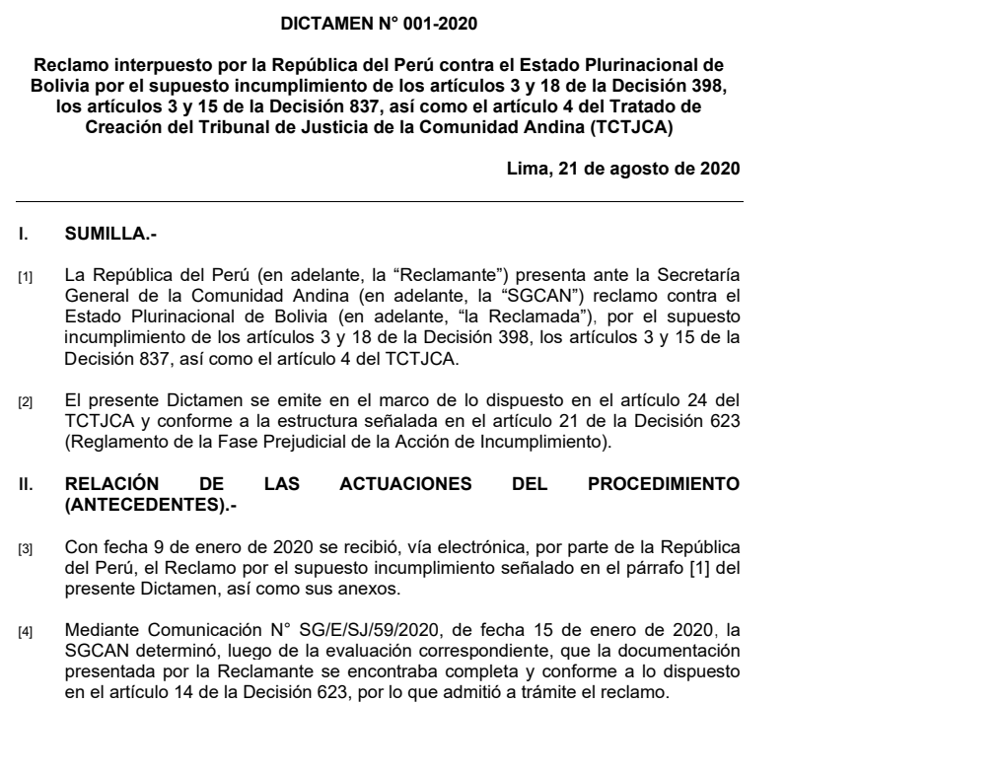 DICTAMEN N° 001-2020
Reclamo interpuesto por la República del Perú contra el Estado Plurinacional de
Bolivia por el supuesto incumplimiento de los artículos 3 y 18 de la Decisión 398,
los artículos 3 y 15 de la Decisión 837, así como el artículo 4 del Tratado de
Creación del Tribunal de Justicia de la Comunidad Andina (TCTJCA)
Lima, 21 de agosto de 2020
I. SUMILLA.-
[1] La República del Perú (en adelante, la “Reclamante”) presenta ante la Secretaría
General de la Comunidad Andina (en adelante, la “SGCAN”) reclamo contra el
Estado Plurinacional de Bolivia (en adelante, “la Reclamada”), por el supuesto
incumplimiento de los artículos 3 y 18 de la Decisión 398, los artículos 3 y 15 de la
Decisión 837, así como el artículo 4 del TCTJCA.
[2] El presente Dictamen se emite en el marco de lo dispuesto en el artículo 24 del
TCTJCA y conforme a la estructura señalada en el artículo 21 de la Decisión 623
(Reglamento de la Fase Prejudicial de la Acción de Incumplimiento).
II. RELACIÓN DE LAS ACTUACIONES DEL PROCEDIMIENTO
(ANTECEDENTES).-
[3] Con fecha 9 de enero de 2020 se recibió, vía electrónica, por parte de la República
del Perú, el Reclamo por el supuesto incumplimiento señalado en el párrafo [1] del
presente Dictamen, así como sus anexos.
[4] Mediante Comunicación N° SG/E/SJ/59/2020, de fecha 15 de enero de 2020, la
SGCAN determinó, luego de la evaluación correspondiente, que la documentación
presentada por la Reclamante se encontraba completa y conforme a lo dispuesto
en el artículo 14 de la Decisión 623, por lo que admitió a trámite el reclamo.